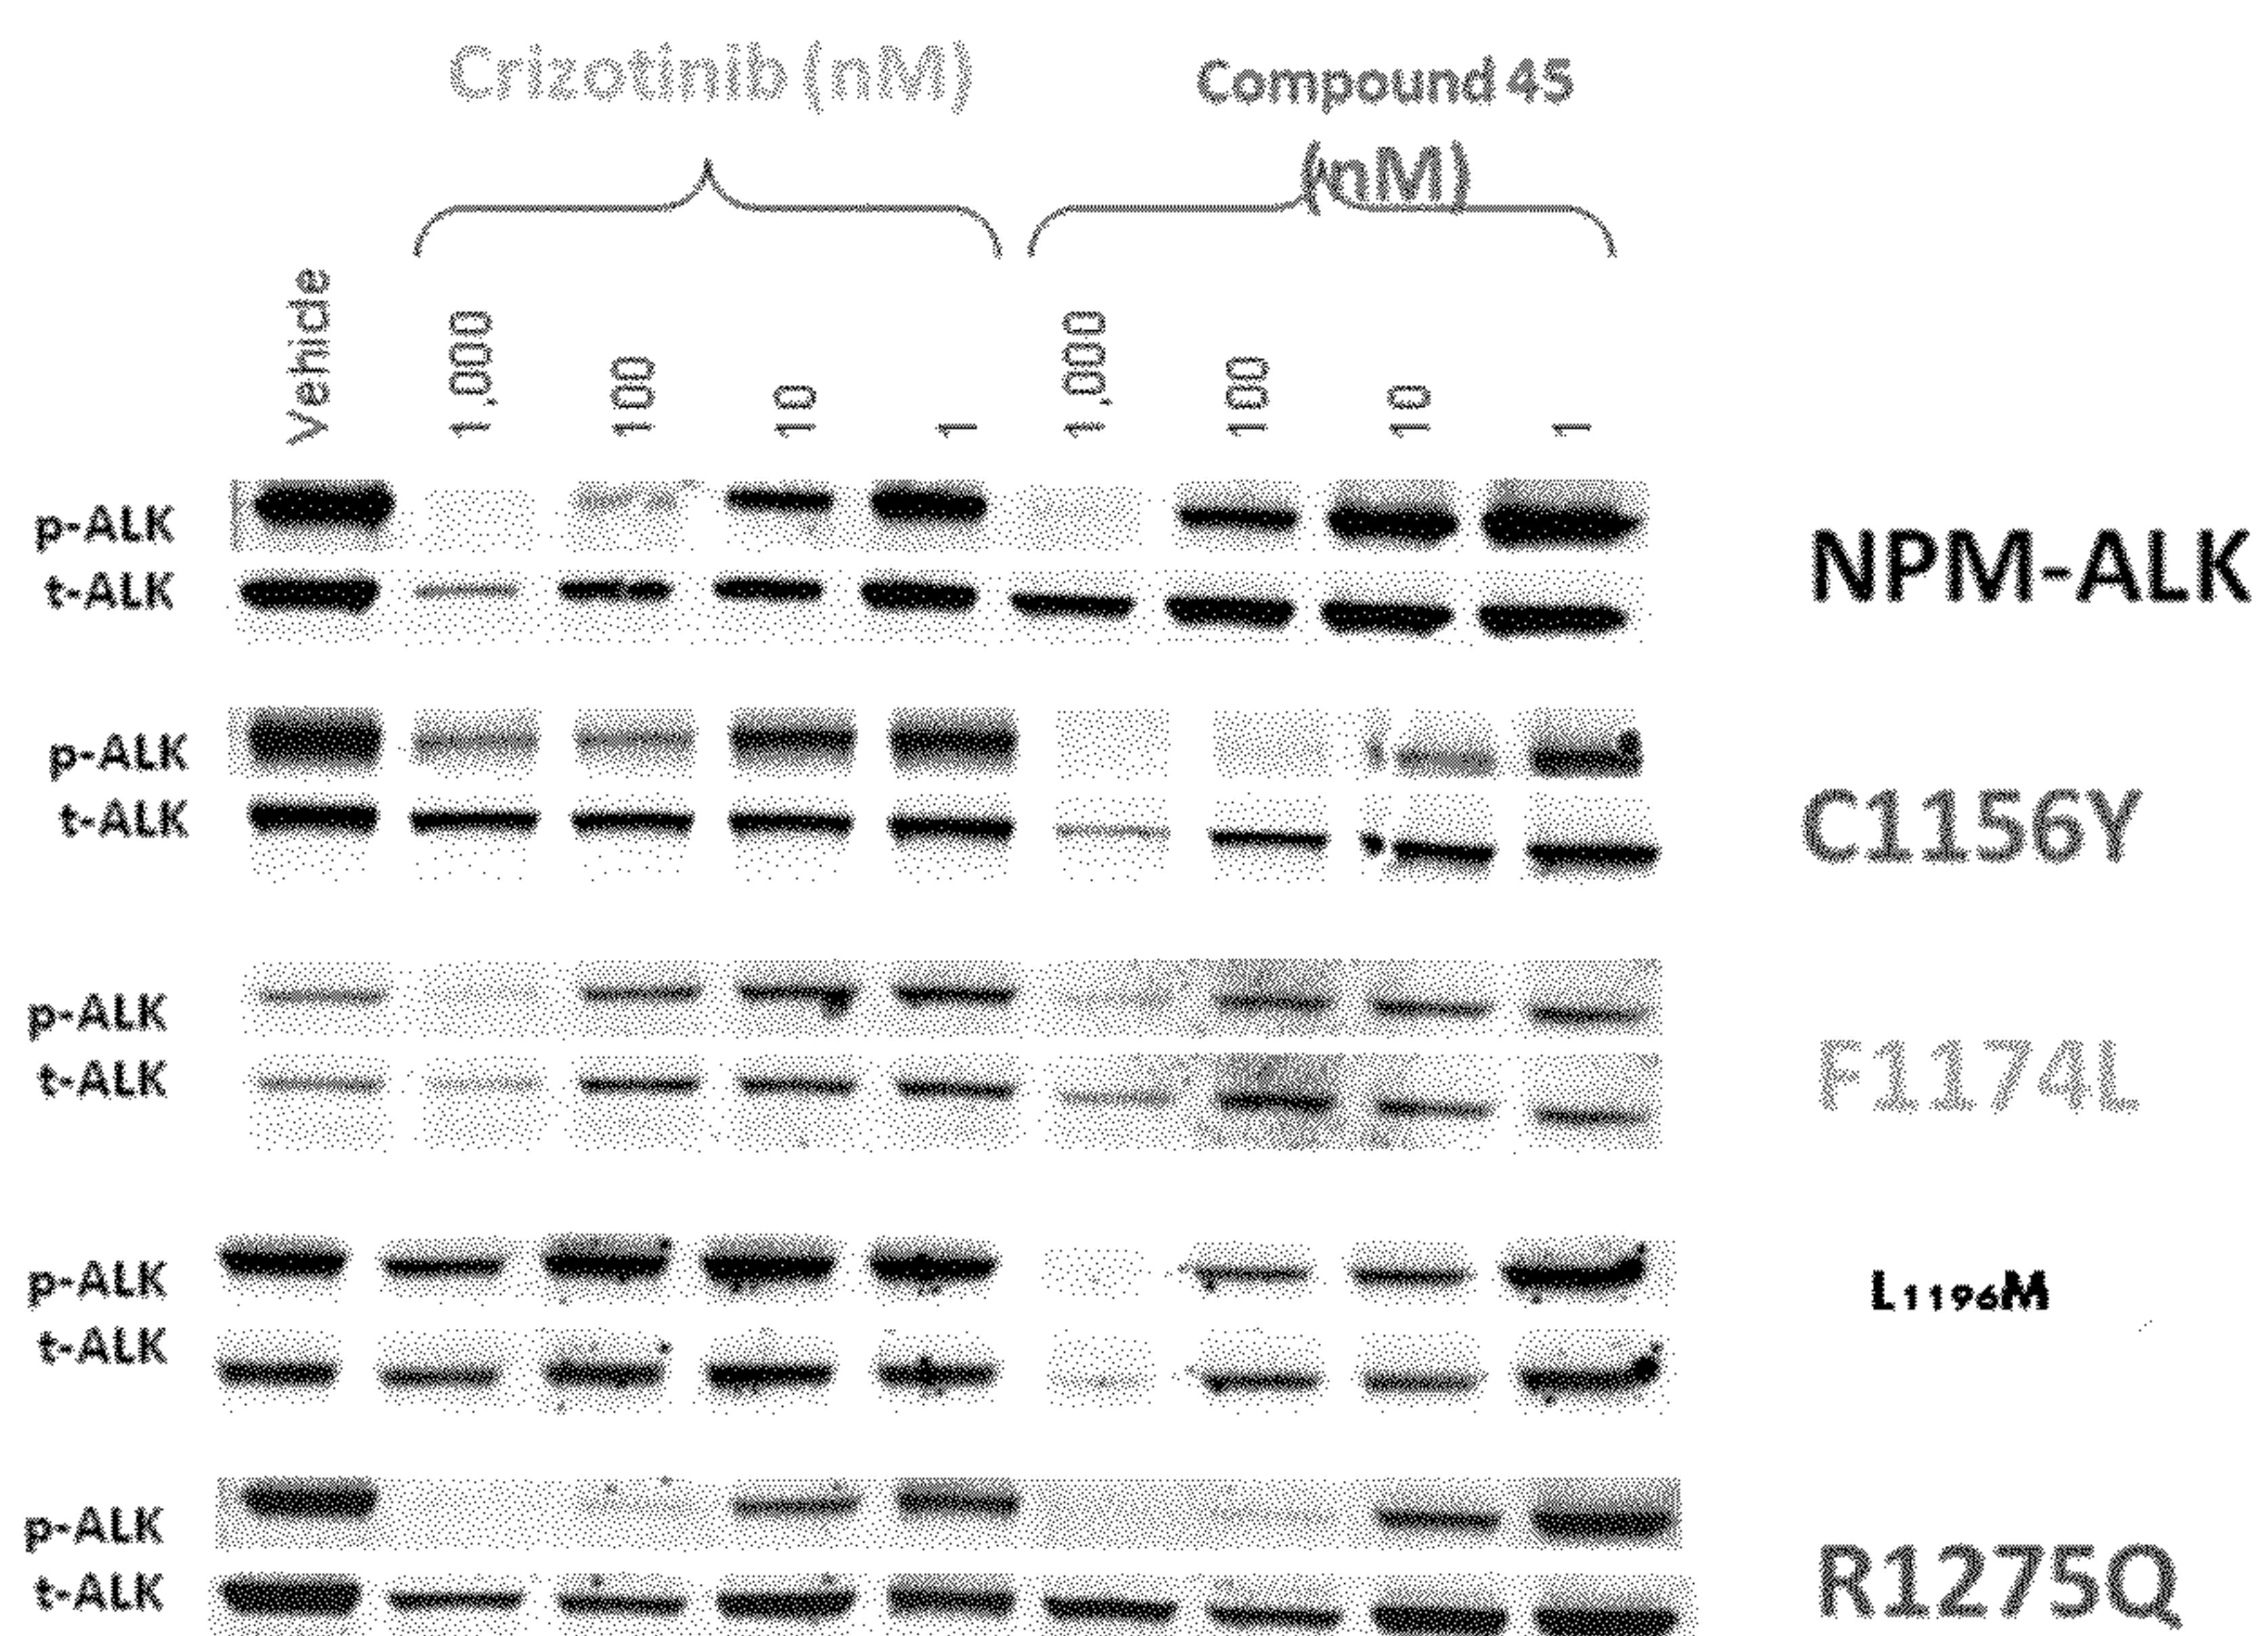 Crizotinib (nM)
Compound 45
(nM)
Vehicle
1,000
100
10
1
1,000
100
10
1
p-ALK
t-ALK
NPM-ALK
p-ALK
t-ALK
C1156Y
p-ALK
t-ALK
F1174L
p-ALK
t-ALK
L1196M
p-ALK
t-ALK
R1275Q